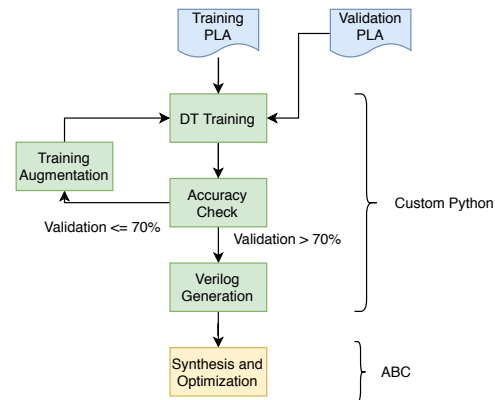 Training
PLA
Validation
PLA
DT Training
Training
Augmentation
Accuracy
Check
Custom Python
Validation <= 70%
Validation > 70%
Verilog
Generation
Synthesis and
Optimization
ABC